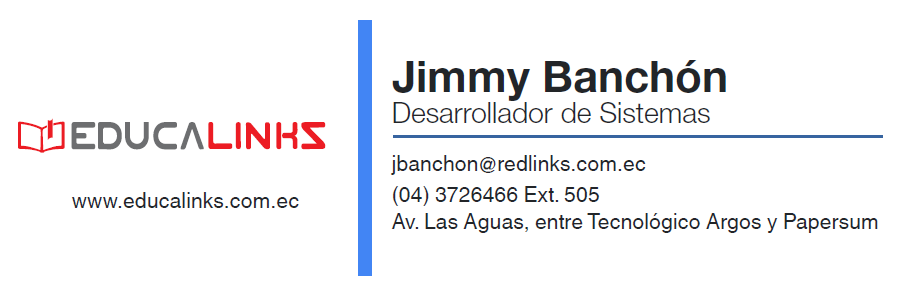 EDUCALINKS
www.educalinks.com.ec
Jimmy Banchón
Desarrollador de Sistemas
jbanchon@redlinks.com.ec
(04) 3726466 Ext. 505
Av. Las Aguas, entre Tecnológico Argos y Papersum